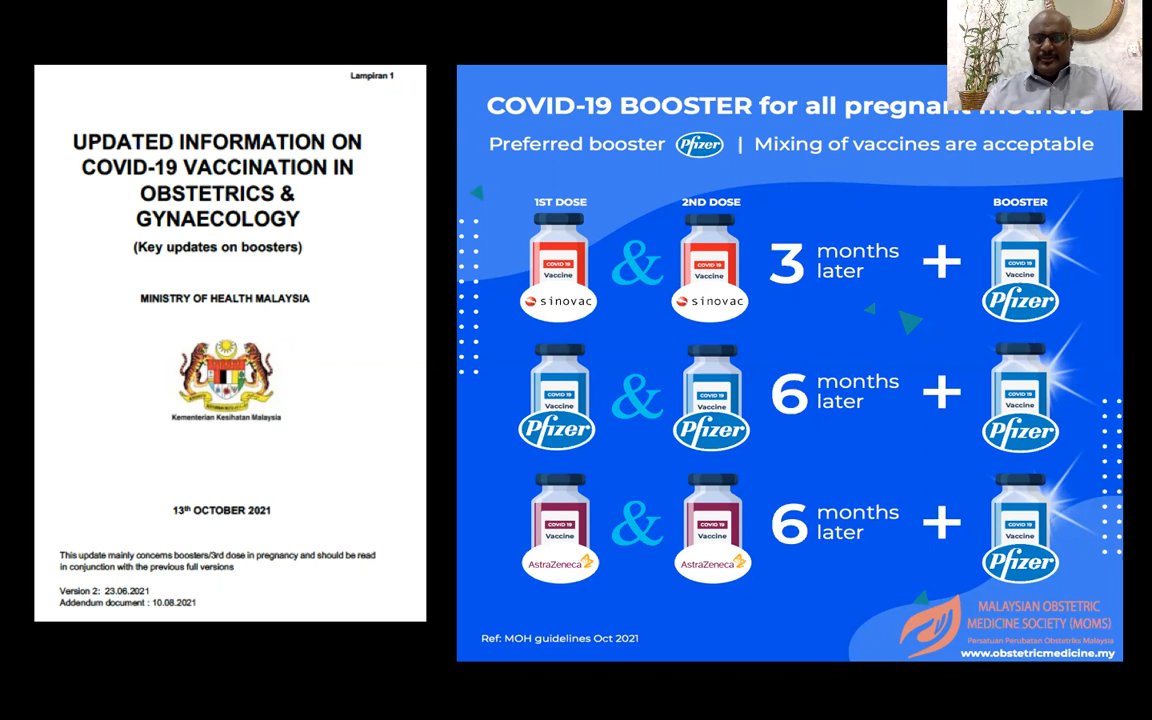 Lampiran 1
UPDATED INFORMATION ON
COVID-19 VACCINATION IN
OBSTETRICS &
GYNAECOLOGY
(Key updates on boosters)
MINISTRY OF HEALTH MALAYSIA
Kementerian Kesihatan Malaysia
13th OCTOBER 2021
This update mainly concerns boosters/3rd dose in pregnancy and should be read
in conjunction with the previous full versions
Version 2: 23.06.2021
Addendum document : 10.08.2021
COVID-19 BOOSTER for all pregnant mothers
Preferred booster Pfizer | Mixing of vaccines are acceptable
1ST DOSE
2ND DOSE
BOOSTER
COVID 19
Vaccine
sinovac
&
COVID 19
Vaccine
sinovac
3 months
later
+
COVID 19
Vaccine
Pfizer
COVID 19
Vaccine
Pfizer
&
COVID 19
Vaccine
Pfizer
6 months
later
+
COVID 19
Vaccine
Pfizer
COVID 19
Vaccine
AstraZeneca
&
COVID 19
Vaccine
AstraZeneca
6 months
later
+
COVID 19
Vaccine
Pfizer
Ref: MOH guidelines Oct 2021
MALAYSIAN OBSTETRIC
MEDICINE SOCIETY (MOMS)
Persatuan Perubatan Obstetriks Malaysia
www.obstetricmedicine.my